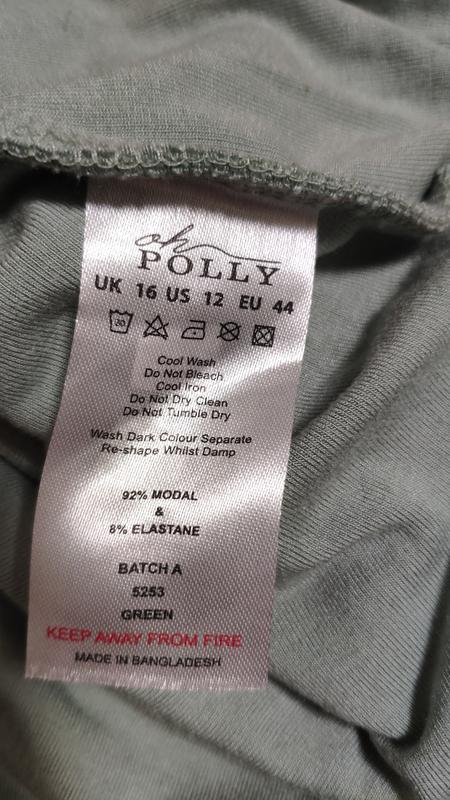 oh
POLLY
UK 16 US 12 EU 44
30
Cool Wash
Do Not Bleach
Cool Iron
Do Not Dry Clean
Do Not Tumble Dry
Wash Dark Colour Separate
Re-shape Whilst Damp
92% MODAL
&
8% ELASTANE
BATCH A
5253
GREEN
KEEP AWAY FROM FIRE
MADE IN BANGLADESH